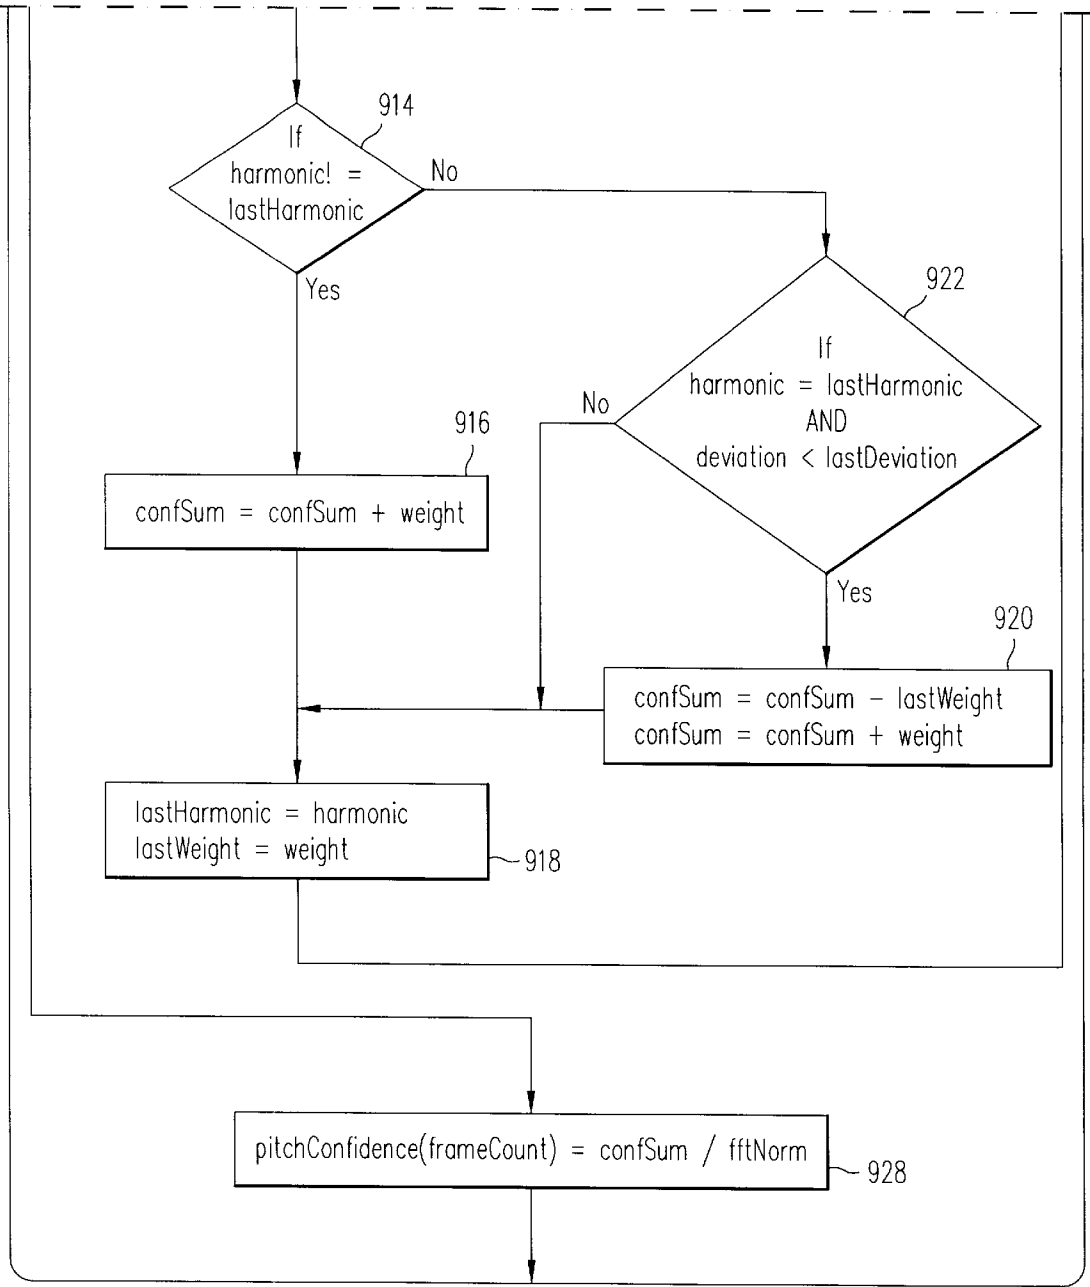 914
If
harmonic! =
lastHarmonic
No
Yes
922
If
harmonic = lastHarmonic
AND
deviation < lastDeviation
No
Yes
916
confSum = confSum + weight
920
confSum = confSum - lastWeight
confSum = confSum + weight
lastHarmonic = harmonic
lastWeight = weight
918
pitchConfidence(frameCount) = confSum / fftNorm
928